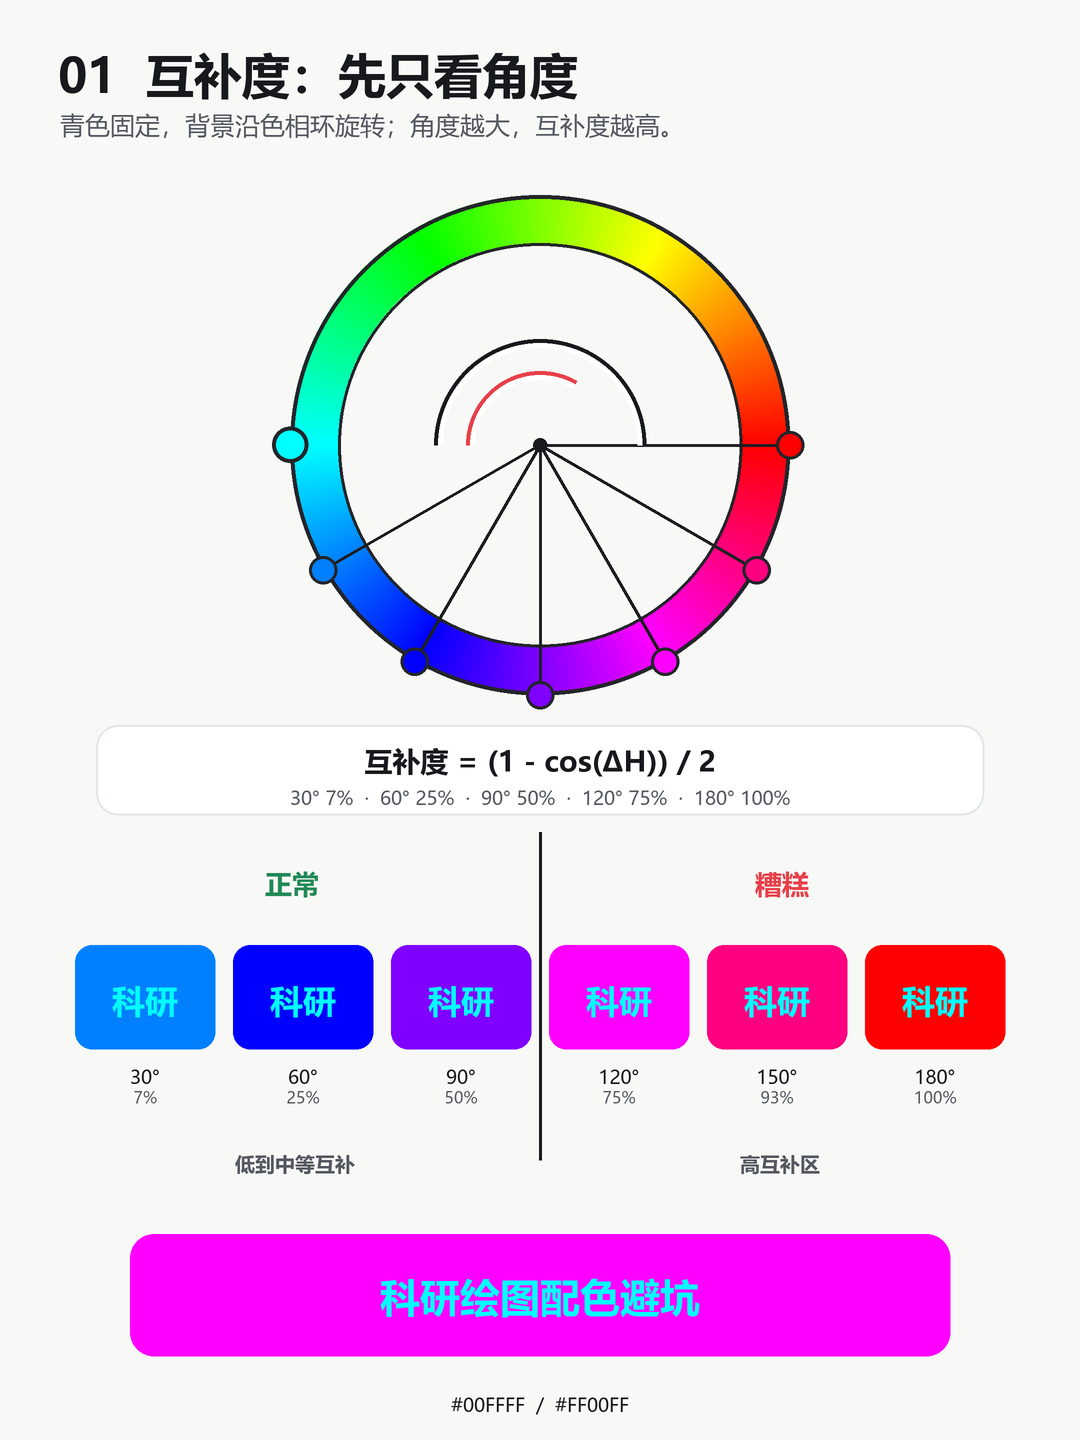 01 互补度：先只看角度
青色固定，背景沿色相环旋转；角度越大，互补度越高。
互补度 = (1 - cos(ΔH)) / 2
30° 7% · 60° 25% · 90° 50% · 120° 75% · 180° 100%
正常
糟糕
科研 科研 科研 科研 科研 科研
30° 60° 90° 120° 150° 180°
7% 25% 50% 75% 93% 100%
低到中等互补
高互补区
科研绘图配色避坑
#00FFFF / #FF00FF